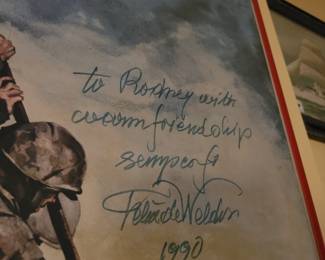 to Rodney with
warm friendship
semper fi
Felix de Weldon
1990